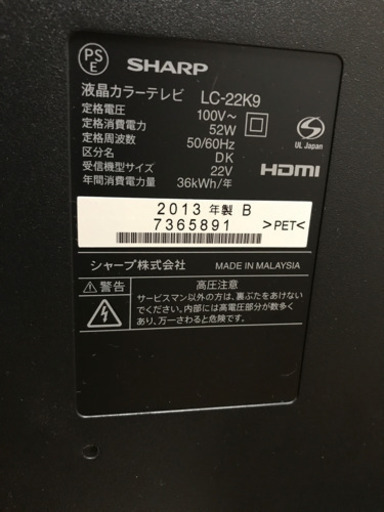 PS
E
SHARP
液晶カラーテレビ LC-22K9
定格電圧 100V~
定格消費電力 52W
定格周波数 50/60Hz
区分名 DK
受信機型サイズ 22V
年間消費電力量 36kWh/年
S
UL Japan
HDMI
2013 年製 B
7365891
>PET<
シャープ株式会社 MADE IN MALAYSIA
警告
高圧注意
サービスマン以外の方は、裏ぶたをあけない
でください。内部には高電圧部分が数多く
あり、万一さわると危険です。